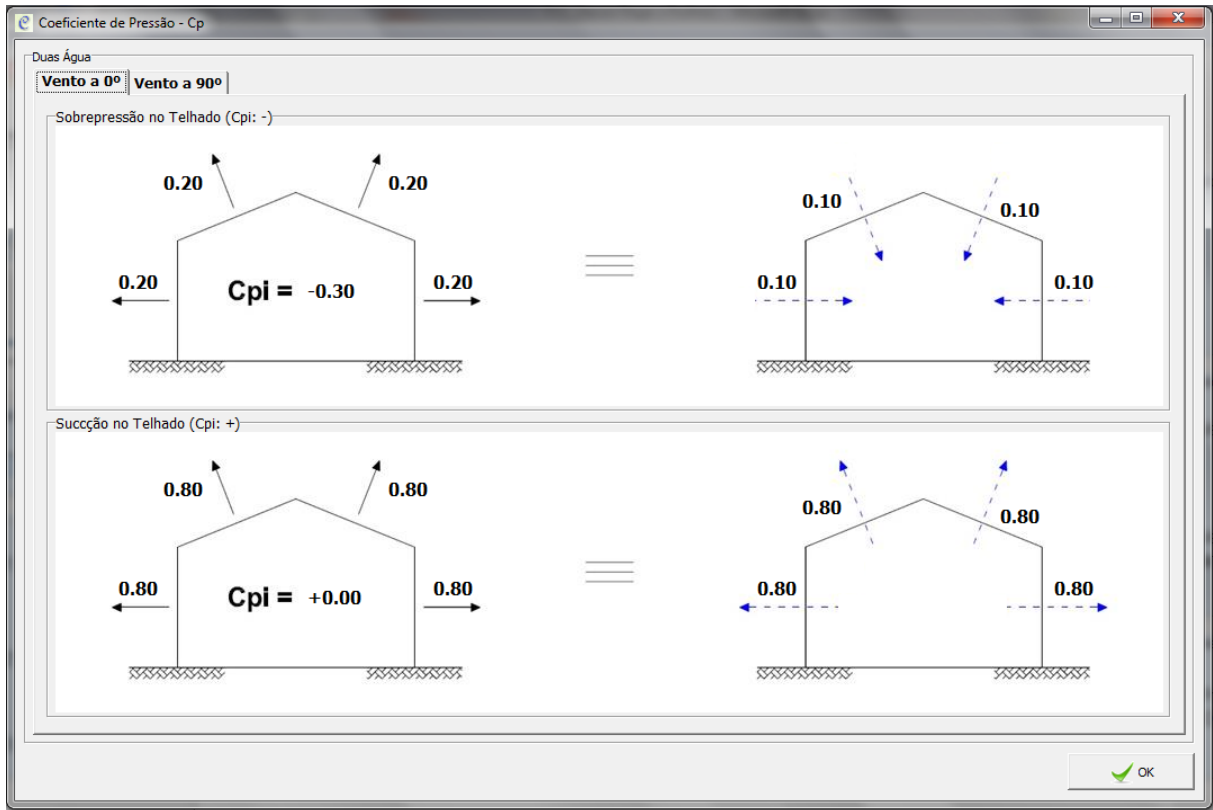 Coeficiente de Pressão - Cp
Duas Água
Vento a 0º Vento a 90º
Sobrepressão no Telhado (Cpi: -)
0.20 0.20 0.10 0.10
0.20 Cpi = -0.30 0.20 0.10 0.10
Succção no Telhado (Cpi: +)
0.80 0.80 0.80 0.80
0.80 Cpi = +0.00 0.80 0.80 0.80
OK